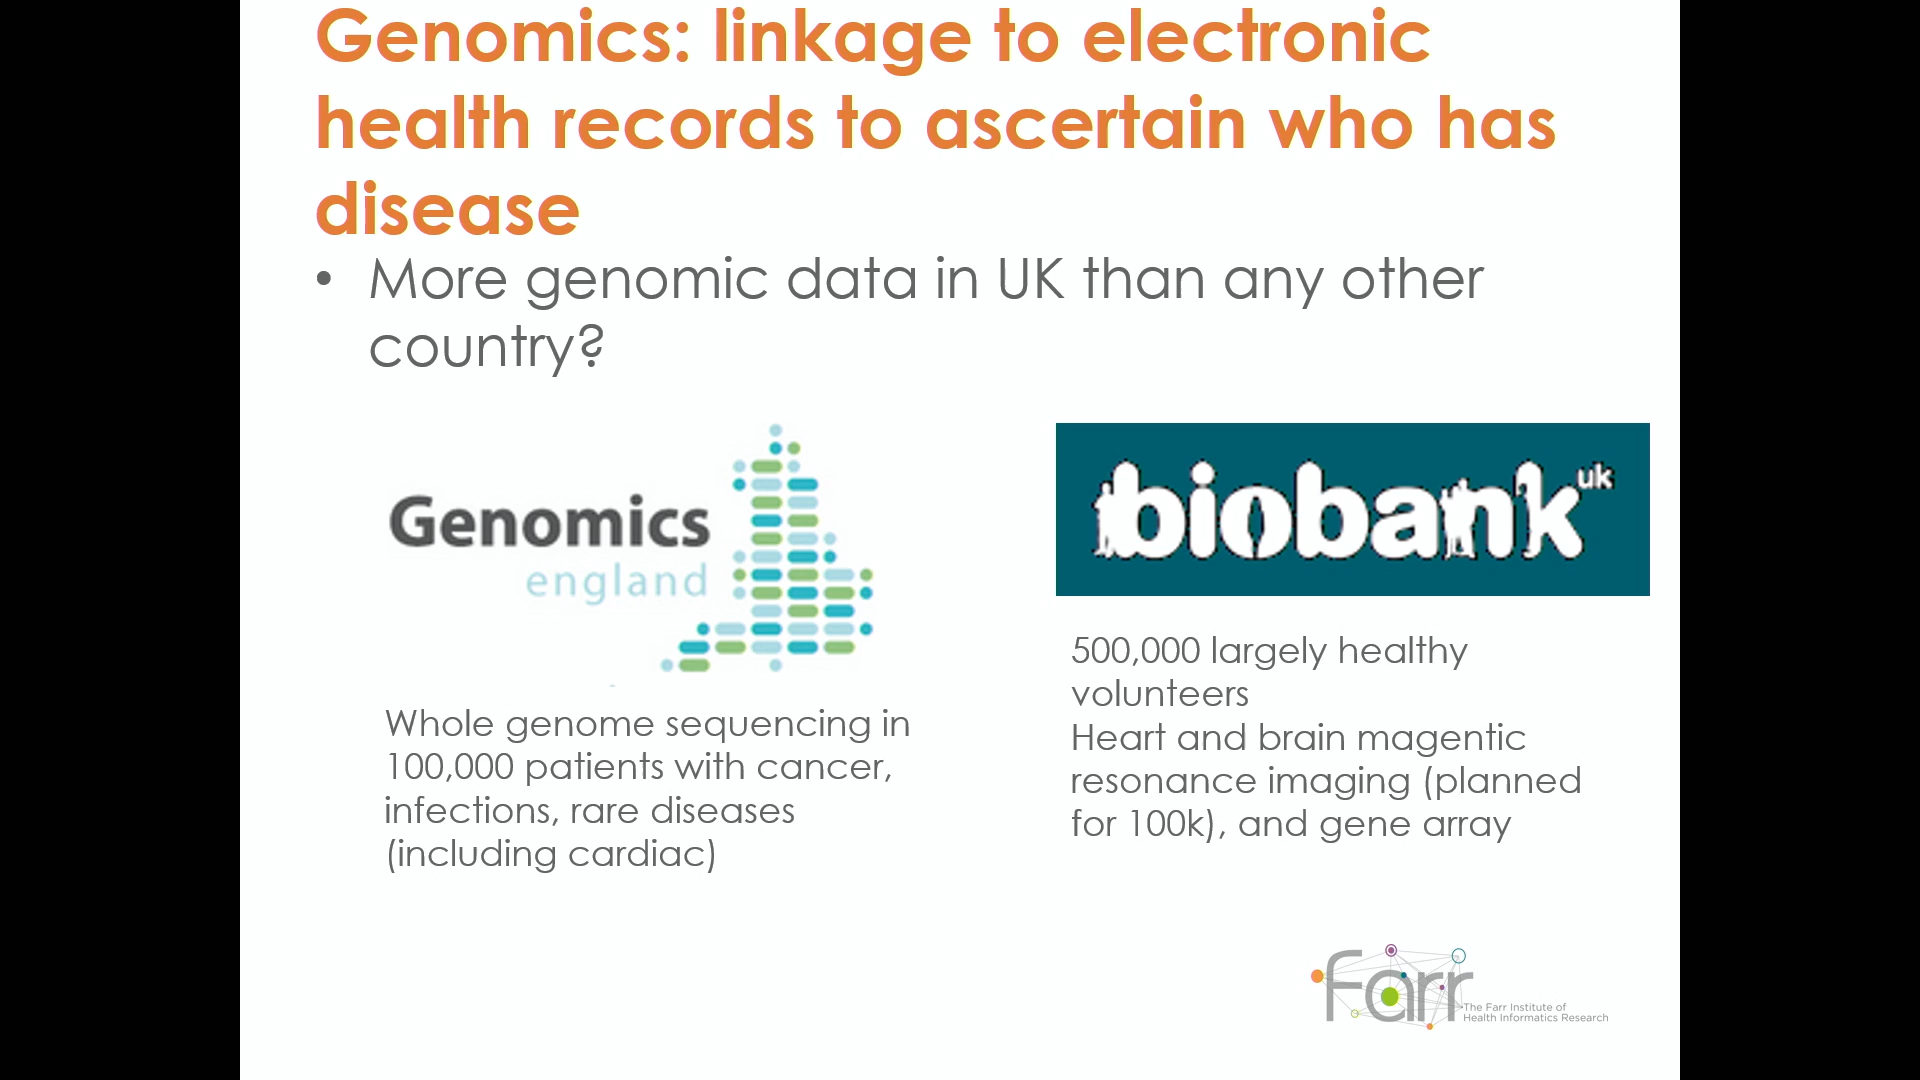 Genomics: linkage to electronic
health records to ascertain who has
disease
• More genomic data in UK than any other
country?
Genomics
england
biobank uk
Whole genome sequencing in
100,000 patients with cancer,
infections, rare diseases
(including cardiac)
500,000 largely healthy
volunteers
Heart and brain magentic
resonance imaging (planned
for 100k), and gene array
farr
The Farr Institute of
Health Informatics Research